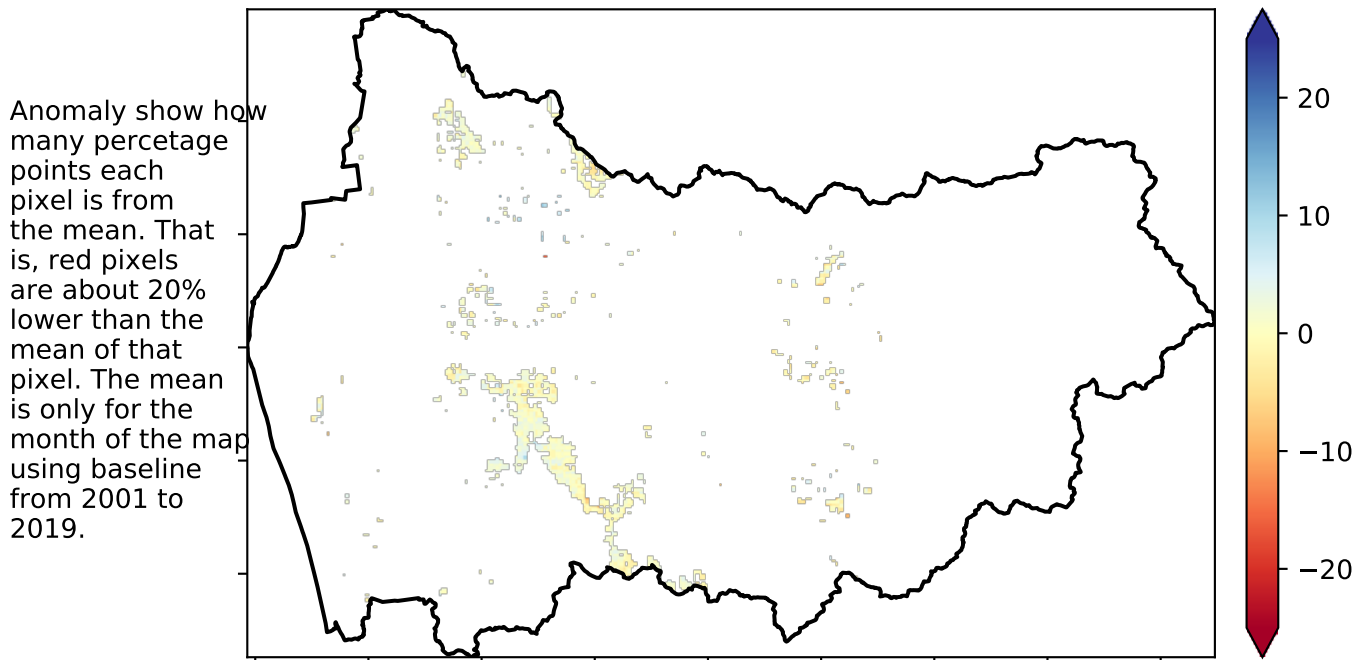 Anomaly show how
many percetage
points each
pixel is from
the mean. That
is, red pixels
are about 20%
lower than the
mean of that
pixel. The mean
is only for the
month of the map
using baseline
from 2001 to
2019.
20
10
0
−10
−20